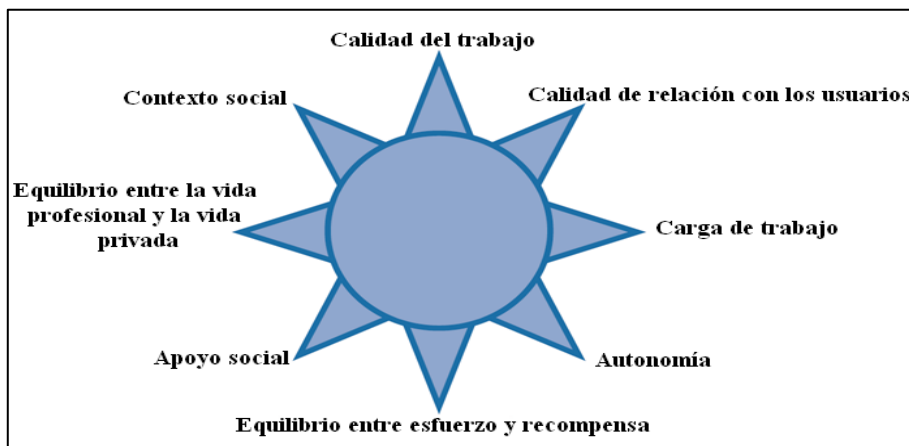 Calidad del trabajo
Contexto social
Calidad de relación con los usuarios
Equilibrio entre la vida
profesional y la vida
privada
Carga de trabajo
Apoyo social
Autonomía
Equilibrio entre esfuerzo y recompensa